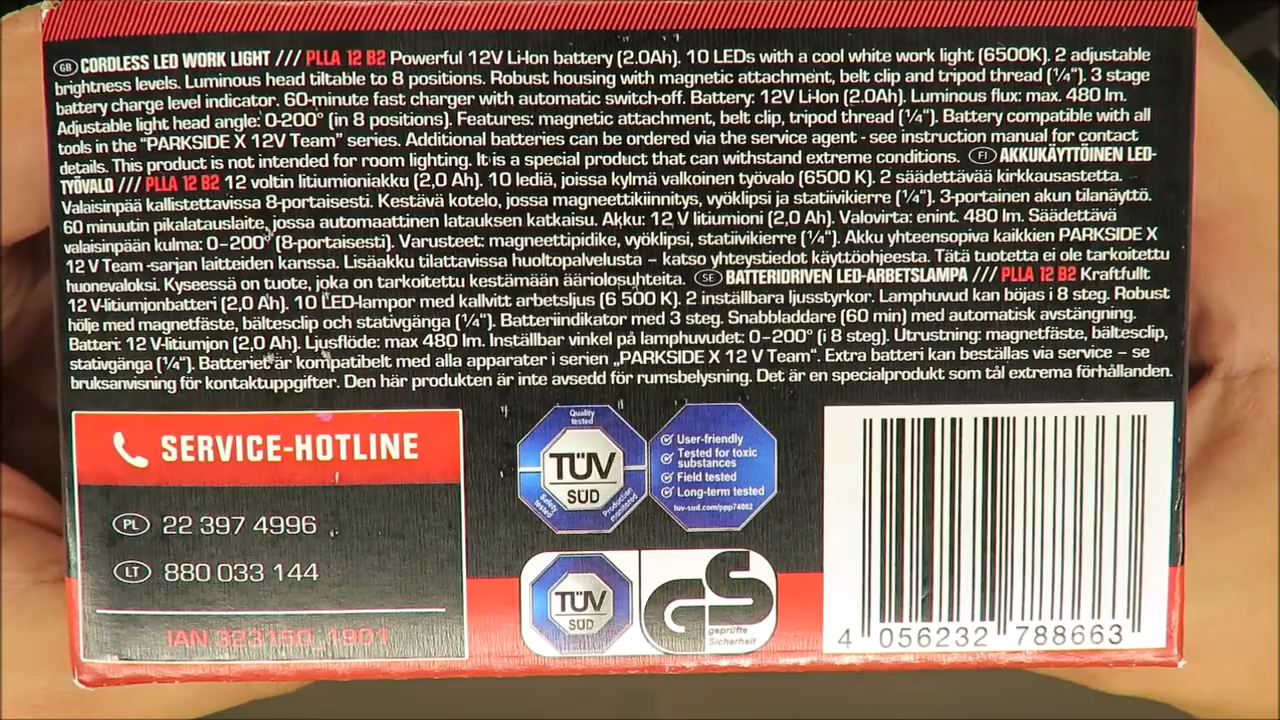 GB CORDLESS LED WORK LIGHT /// PLLA 12 B2 Powerful 12V Li-Ion battery (2.0Ah). 10 LEDs with a cool white work light (6500K). 2 adjustable
brightness levels. Luminous head tiltable to 8 positions. Robust housing with magnetic attachment, belt clip and tripod thread (¼"). 3 stage
battery charge level indicator. 60-minute fast charger with automatic switch-off. Battery: 12V Li-Ion (2.0Ah). Luminous flux: max. 480 lm.
Adjustable light head angle: 0-200° (in 8 positions). Features: magnetic attachment, belt clip, tripod thread (¼"). Battery compatible with all
tools in the "PARKSIDE X 12V Team" series. Additional batteries can be ordered via the service agent - see instruction manual for contact
details. This product is not intended for room lighting. It is a special product that can withstand extreme conditions. FI AKKUKÄYTTÖINEN LED-
TYÖVALO /// PLLA 12 B2 12 voltin litiumioniakku (2,0 Ah). 10 lediä, joissa kylmä valkoinen työvalo (6500 K). 2 säädettävää kirkkausastetta.
Valaisinpää kallistettavissa 8-portaisesti. Kestävä kotelo, jossa magneettikiinnitys, vyöklipsi ja statiivikierre (¼"). 3-portainen akun tilanäyttö.
60 minuutin pikalatauslaite, jossa automaattinen latauksen katkaisu. Akku: 12 V litiumioni (2,0 Ah). Valovirta: enint. 480 lm. Säädettävä
valaisinpään kulma: 0–200° (8-portaisesti). Varusteet: magneettipidike, vyöklipsi, statiivikierre (¼"). Akku yhteensopiva kaikkien PARKSIDE X
12 V Team -sarjan laitteiden kanssa. Lisäakku tilattavissa huoltopalvelusta – katso yhteystiedot käyttöohjeesta. Tätä tuotetta ei ole tarkoitettu
huonevaloksi. Kyseessä on tuote, joka on tarkoitettu kestämään ääriolosuhteita. SE BATTERIDRIVEN LED-ARBETSLAMPA /// PLLA 12 B2 Kraftfullt
12 V-litiumjonbatteri (2,0 Ah). 10 LED-lampor med kallvitt arbetsljus (6 500 K). 2 inställbara ljusstyrkor. Lamphuvud kan böjas i 8 steg. Robust
hölje med magnetfäste, bältesclip och stativgänga (¼"). Batteriindikator med 3 steg. Snabbladdare (60 min) med automatisk avstängning.
Batteri: 12 V-litiumjon (2,0 Ah). Ljusflöde: max 480 lm. Inställbar vinkel på lamphuvudet: 0–200° (i 8 steg). Utrustning: magnetfäste, bältesclip,
stativgänga (¼"). Batteriet är kompatibelt med alla apparater i serien „PARKSIDE X 12 V Team". Extra batteri kan beställas via service – se
bruksanvisning för kontaktuppgifter. Den här produkten är inte avsedd för rumsbelysning. Det är en specialprodukt som tål extrema förhållanden.
SERVICE-HOTLINE
PL 22 397 4996
LT 880 033 144
IAN 323150_1901
Quality tested
TÜV
SÜD
Safety tested
Production monitored
User-friendly
Tested for toxic
substances
Field tested
Long-term tested
tuv-sud.com/ppp74002
TÜV
SÜD
GS
geprüfte
Sicherheit
4 056232 788663